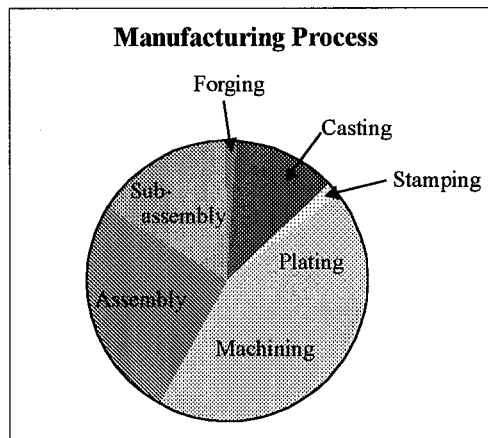 Manufacturing Process
Forging
Casting
Stamping
Sub-
assembly
Plating
Assembly
Machining